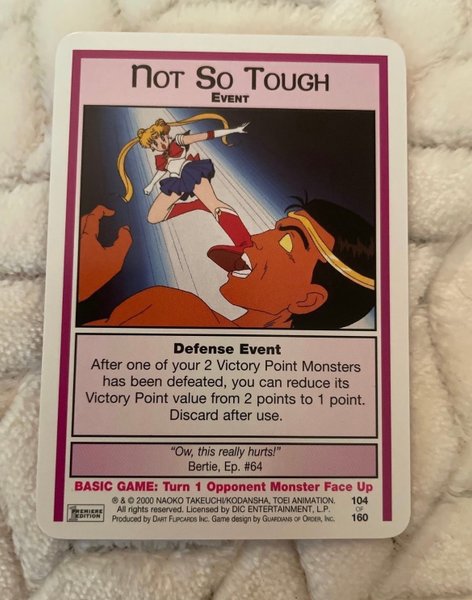 NOT SO TOUGH
EVENT
Defense Event
After one of your 2 Victory Point Monsters
has been defeated, you can reduce its
Victory Point value from 2 points to 1 point.
Discard after use.
"Ow, this really hurts!"
Bertie, Ep. #64
BASIC GAME: Turn 1 Opponent Monster Face Up
® & © 2000 NAOKO TAKEUCHI/KODANSHA, TOEI ANIMATION.
All rights reserved. Licensed by DIC ENTERTAINMENT, L.P.
Produced by DART FLIPCARDS INC. Game design by GUARDIANS OF ORDER, INC.
PREMIERE
EDITION
104
OF
160